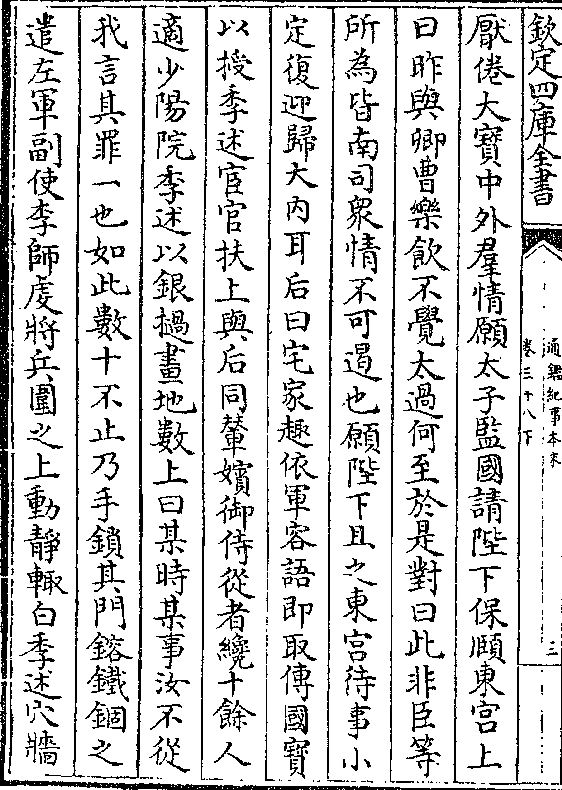 欽定四庫全書
通鑑紀事本末
卷三十八下
三
厭倦大寶中外羣情願太子監國請陛下保頤東宮上
曰昨與卿曹樂飲不覺太過何至於是對曰此非臣等
所為皆南司衆情不可遏也願陛下且之東宮待事小
定復迎歸大内耳后曰宅家趣依軍容語即取傳國寶
以授季述宦官扶上與后同輦嬪御侍從者纔十餘人
適少陽院季述以銀撾畫地數上曰某時某事汝不從
我言其罪一也如此數十不止乃手鎖其門鎔鐵錮之
遣左軍副使李師虔將兵圍之上動靜輒白季述穴牆